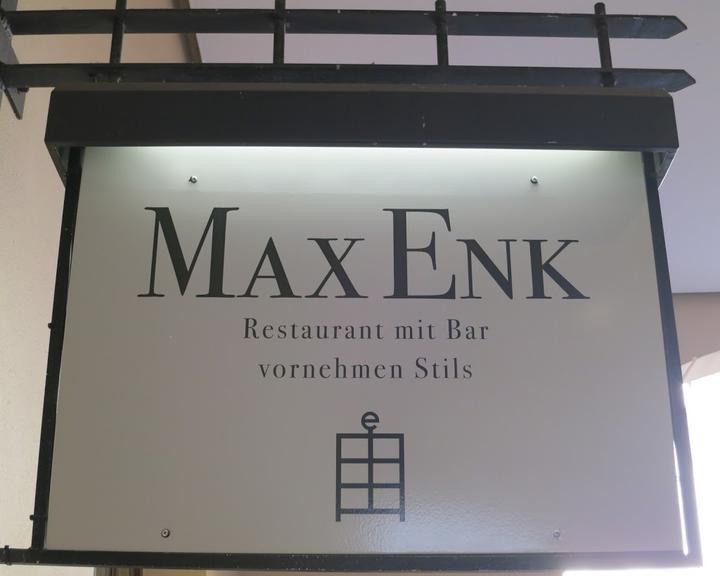 MAX ENK
Restaurant mit Bar
vornehmen Stils
e